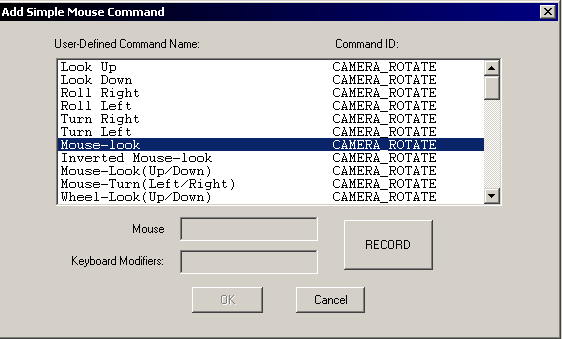 Add Simple Mouse Command
User-Defined Command Name: Command ID:
Look Up CAMERA_ROTATE
Look Down CAMERA_ROTATE
Roll Right CAMERA_ROTATE
Roll Left CAMERA_ROTATE
Turn Right CAMERA_ROTATE
Turn Left CAMERA_ROTATE
Mouse-look CAMERA_ROTATE
Inverted Mouse-look CAMERA_ROTATE
Mouse-Look(Up/Down) CAMERA_ROTATE
Mouse-Turn(Left/Right) CAMERA_ROTATE
Wheel-Look(Up/Down) CAMERA_ROTATE
Mouse
RECORD
Keyboard Modifiers:
OK Cancel